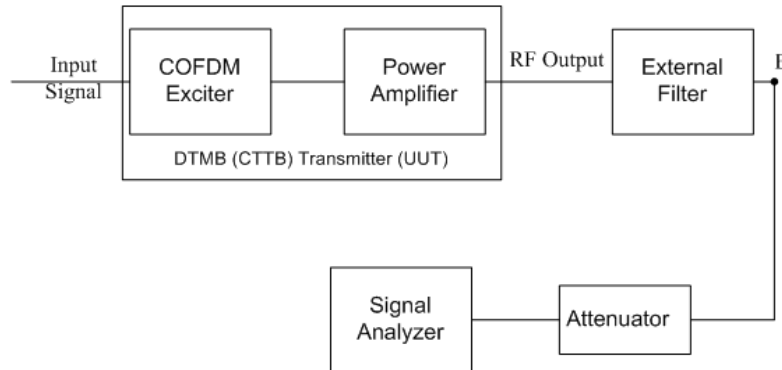 Input
Signal
COFDM
Exciter
Power
Amplifier
RF Output
External
Filter
DTMB (CTTB) Transmitter (UUT)
Signal
Analyzer
Attenuator